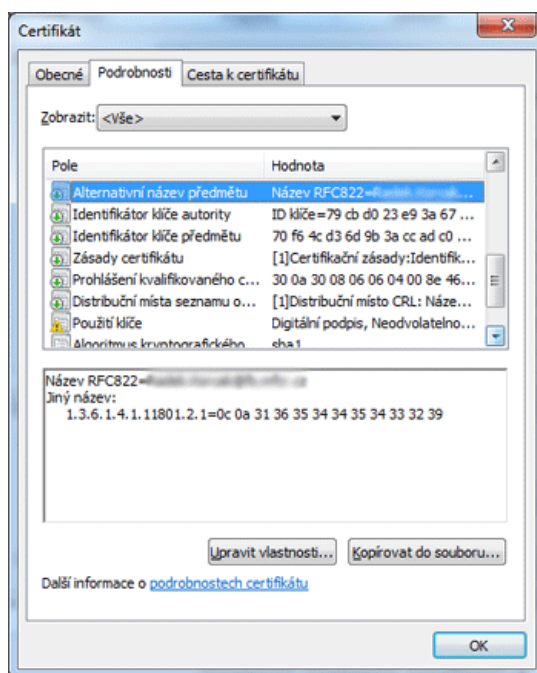 Certifikát
Obecné Podrobnosti Cesta k certifikátu
Zobrazit: <Vše>
Pole Hodnota
Alternativní název předmětu Název RFC822=
Identifikátor klíče autority ID klíče=79 cb d0 23 e9 3a 67 ...
Identifikátor klíče předmětu 70 f6 4c d3 6d 9b 3a cc ad c0 ...
Zásady certifikátu [1]Certifikační zásady:Identifik...
Prohlášení kvalifikovaného c... 30 0a 30 08 06 06 04 00 8e 46...
Distribuční místa seznamu o... [1]Distribuční místo CRL: Náze...
Použití klíče Digitální podpis, Neodvolatelno...
Algoritmus kryptografického sha1
Název RFC822=
Jiný název:
1.3.6.1.4.1.11801.2.1=0c 0a 31 36 35 34 34 35 34 33 32 39
Upravit vlastnosti... Kopírovat do souboru...
Další informace o podrobnostech certifikátu
OK